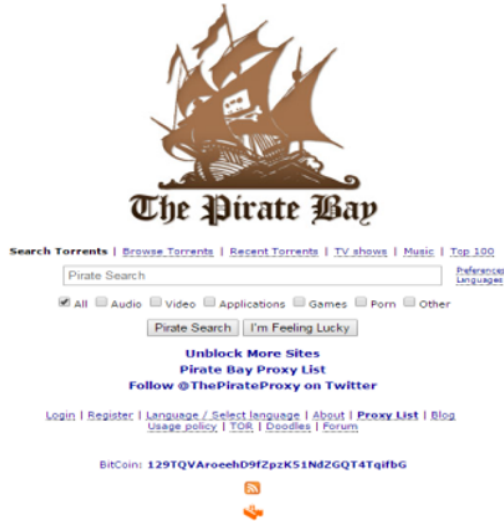 The Pirate Bay
Search Torrents | Browse Torrents | Recent Torrents | TV shows | Music | Top 100
Pirate Search
Preferences
Languages
All Audio Video Applications Games Porn Other
Pirate Search I'm Feeling Lucky
Unblock More Sites
Pirate Bay Proxy List
Follow @ThePirateProxy on Twitter
Login | Register | Language / Select language | About | Proxy List | Blog
Usage policy | TOR | Doodles | Forum
BitCoin: 129TQVAroeehD9fZpzK51NdZGQT4TqifbG